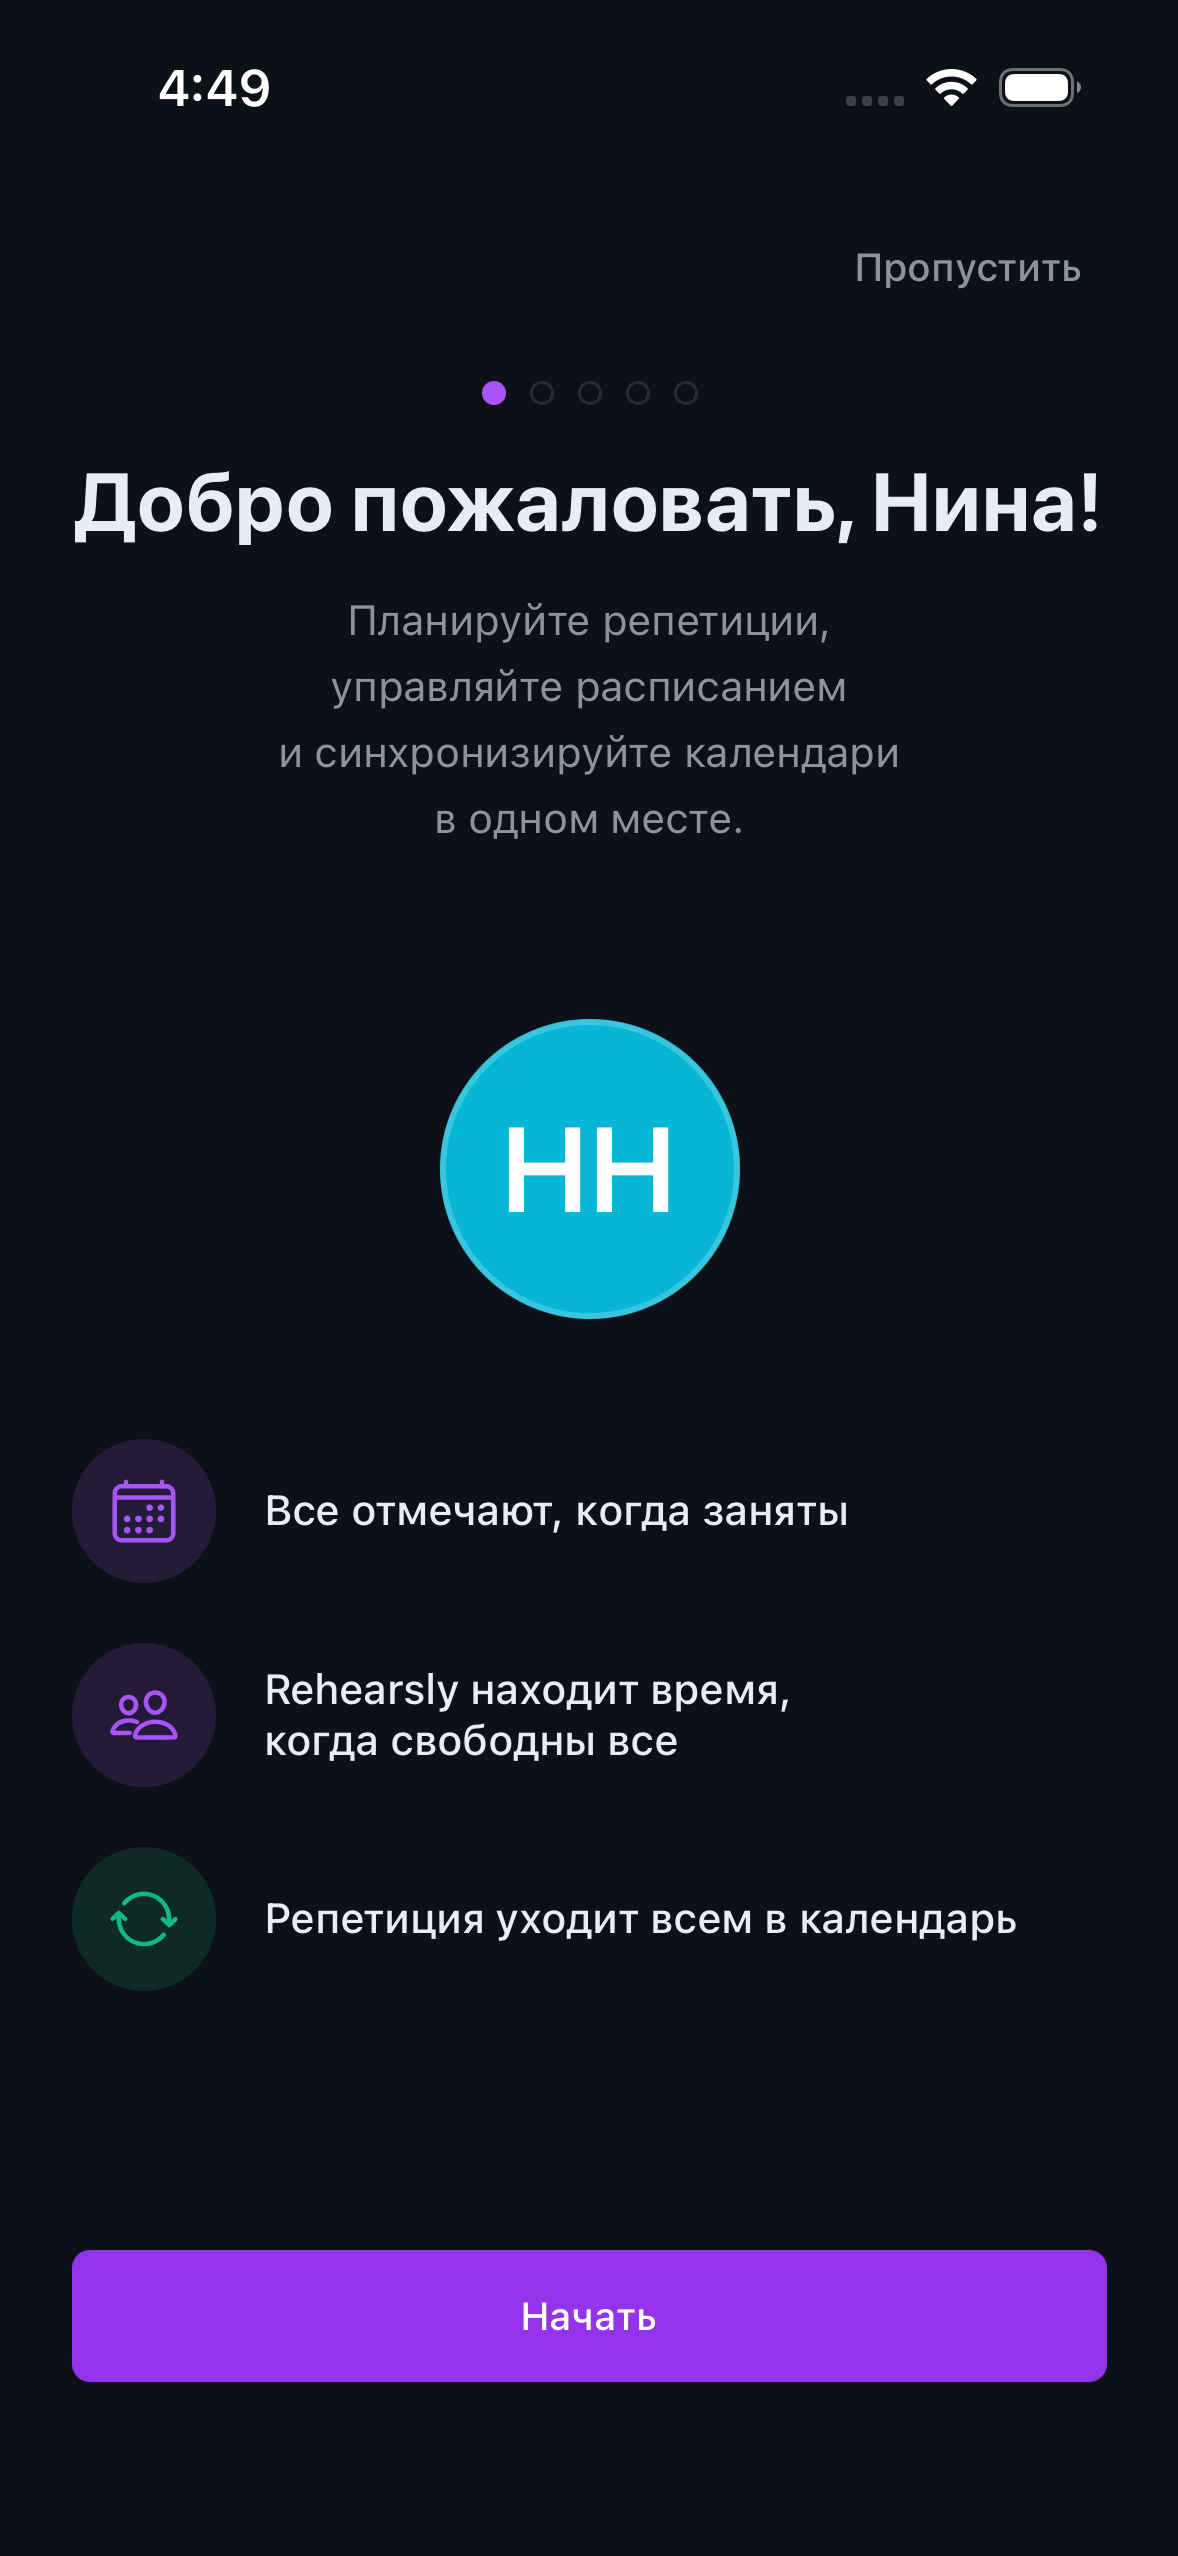 4:49
Пропустить
Добро пожаловать, Нина!
Планируйте репетиции,
управляйте расписанием
и синхронизируйте календари
в одном месте.
НН
Все отмечают, когда заняты
Rehearsly находит время,
когда свободны все
Репетиция уходит всем в календарь
Начать